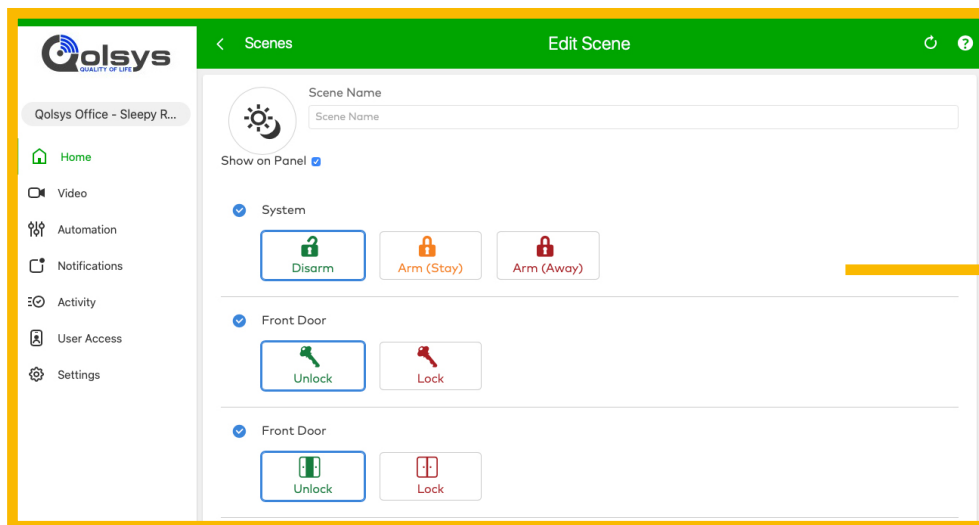 Qolsys
QUALITY OF LIFE
Qolsys Office - Sleepy R...
Home
Video
Automation
Notifications
Activity
User Access
Settings
Scenes
Edit Scene
?
Scene Name
Scene Name
Show on Panel
System
Disarm
Arm (Stay)
Arm (Away)
Front Door
Unlock
Lock
Front Door
Unlock
Lock